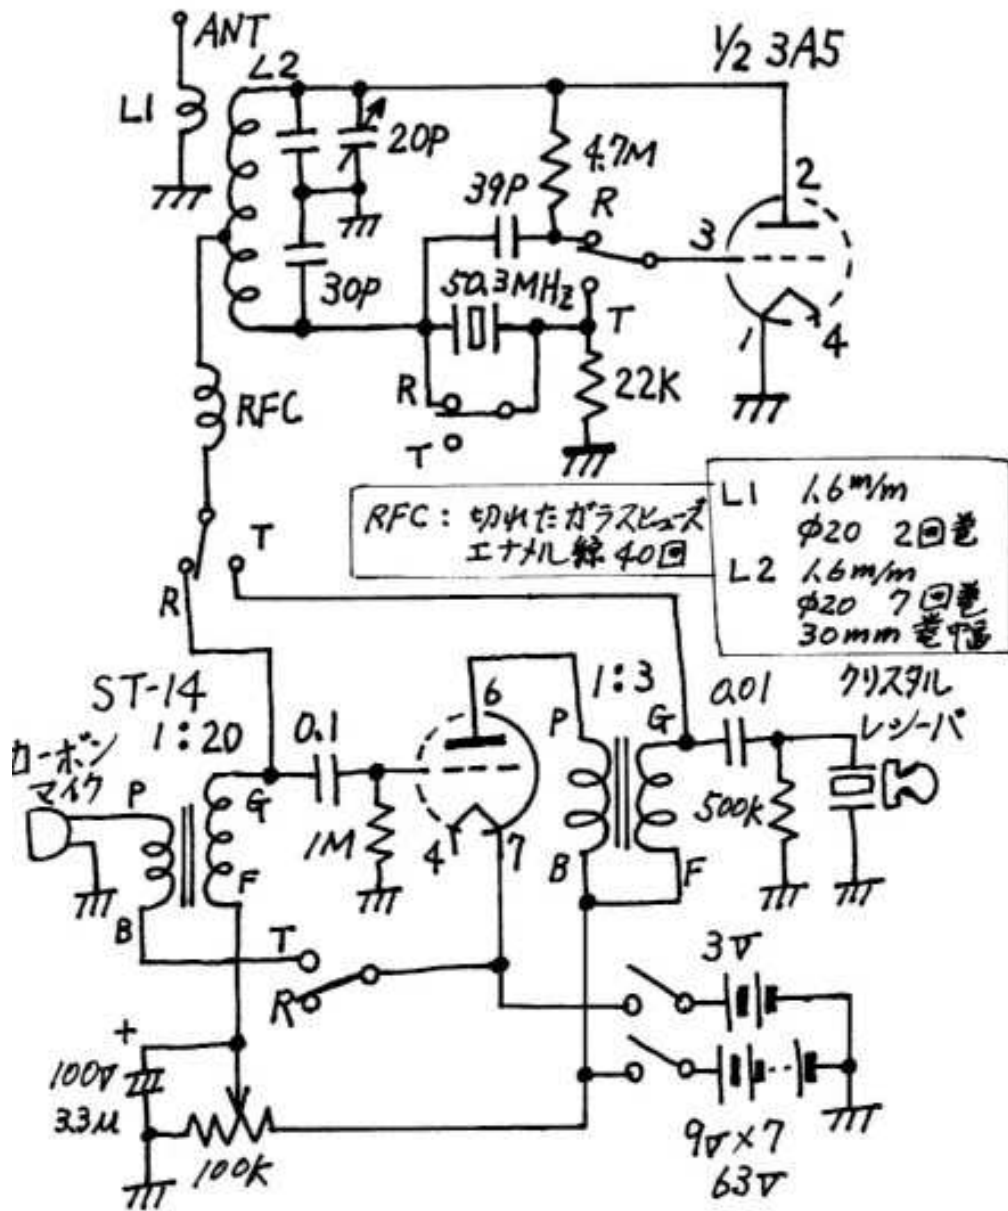 ANT
1/2 3A5
L2
L1
20P
4.7M
2
39P
R
3
30P
50.3MHz
T
1
4
R
22K
RFC
T
L1 1.6m/m
φ20 2回巻
L2 1.6m/m
φ20 7回巻
30mm 巻幅
RFC: 切れたガラスヒューズ
エナメル線 40回
T
R
ST-14
1:20
6
1:3
0.01
クリスタル
レシーバ
カーボン
マイク
P
G
0.1
P
G
1M
4
7
500K
B
F
B
F
T
R
3V
+
100V
33μ
100K
9V×7
63V